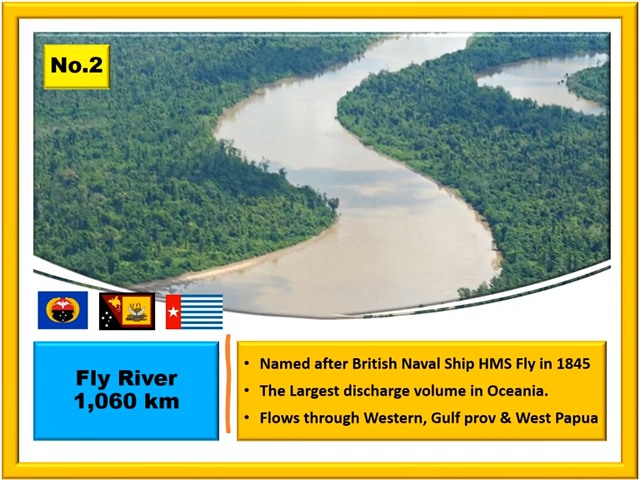 No.2
Fly River
1,060 km
• Named after British Naval Ship HMS Fly in 1845
• The Largest discharge volume in Oceania.
• Flows through Western, Gulf prov & West Papua